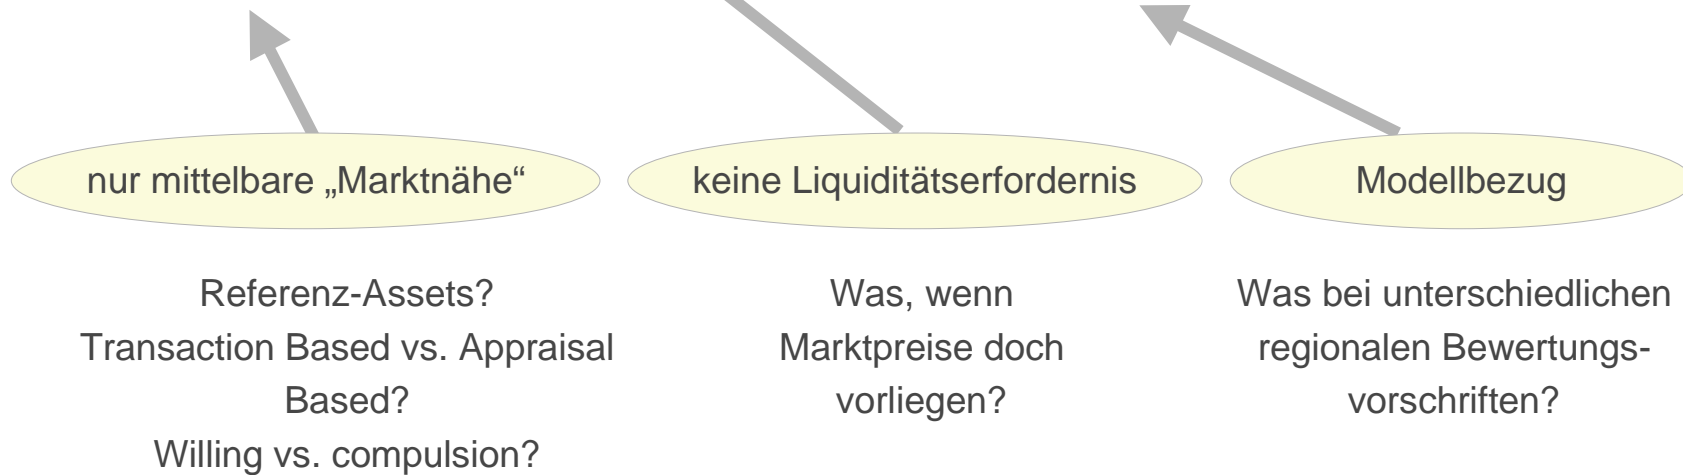 nur mittelbare „Marktnähe“
keine Liquiditätserfordernis
Modellbezug
Referenz-Assets?
Transaction Based vs. Appraisal
Based?
Willing vs. compulsion?
Was, wenn
Marktpreise doch
vorliegen?
Was bei unterschiedlichen
regionalen Bewertungs-
vorschriften?